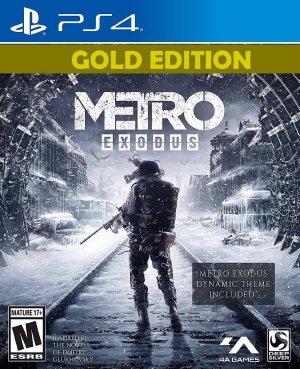 PS4
GOLD EDITION
METRO
EXODUS
"METRO EXODUS
DYNAMIC THEME
INCLUDED"
MATURE 17+
M
ESRB
INSPIRED BY
THE NOVELS
OF DMITRY
GLUKHOVSKY
4A GAMES
DEEP
SILVER